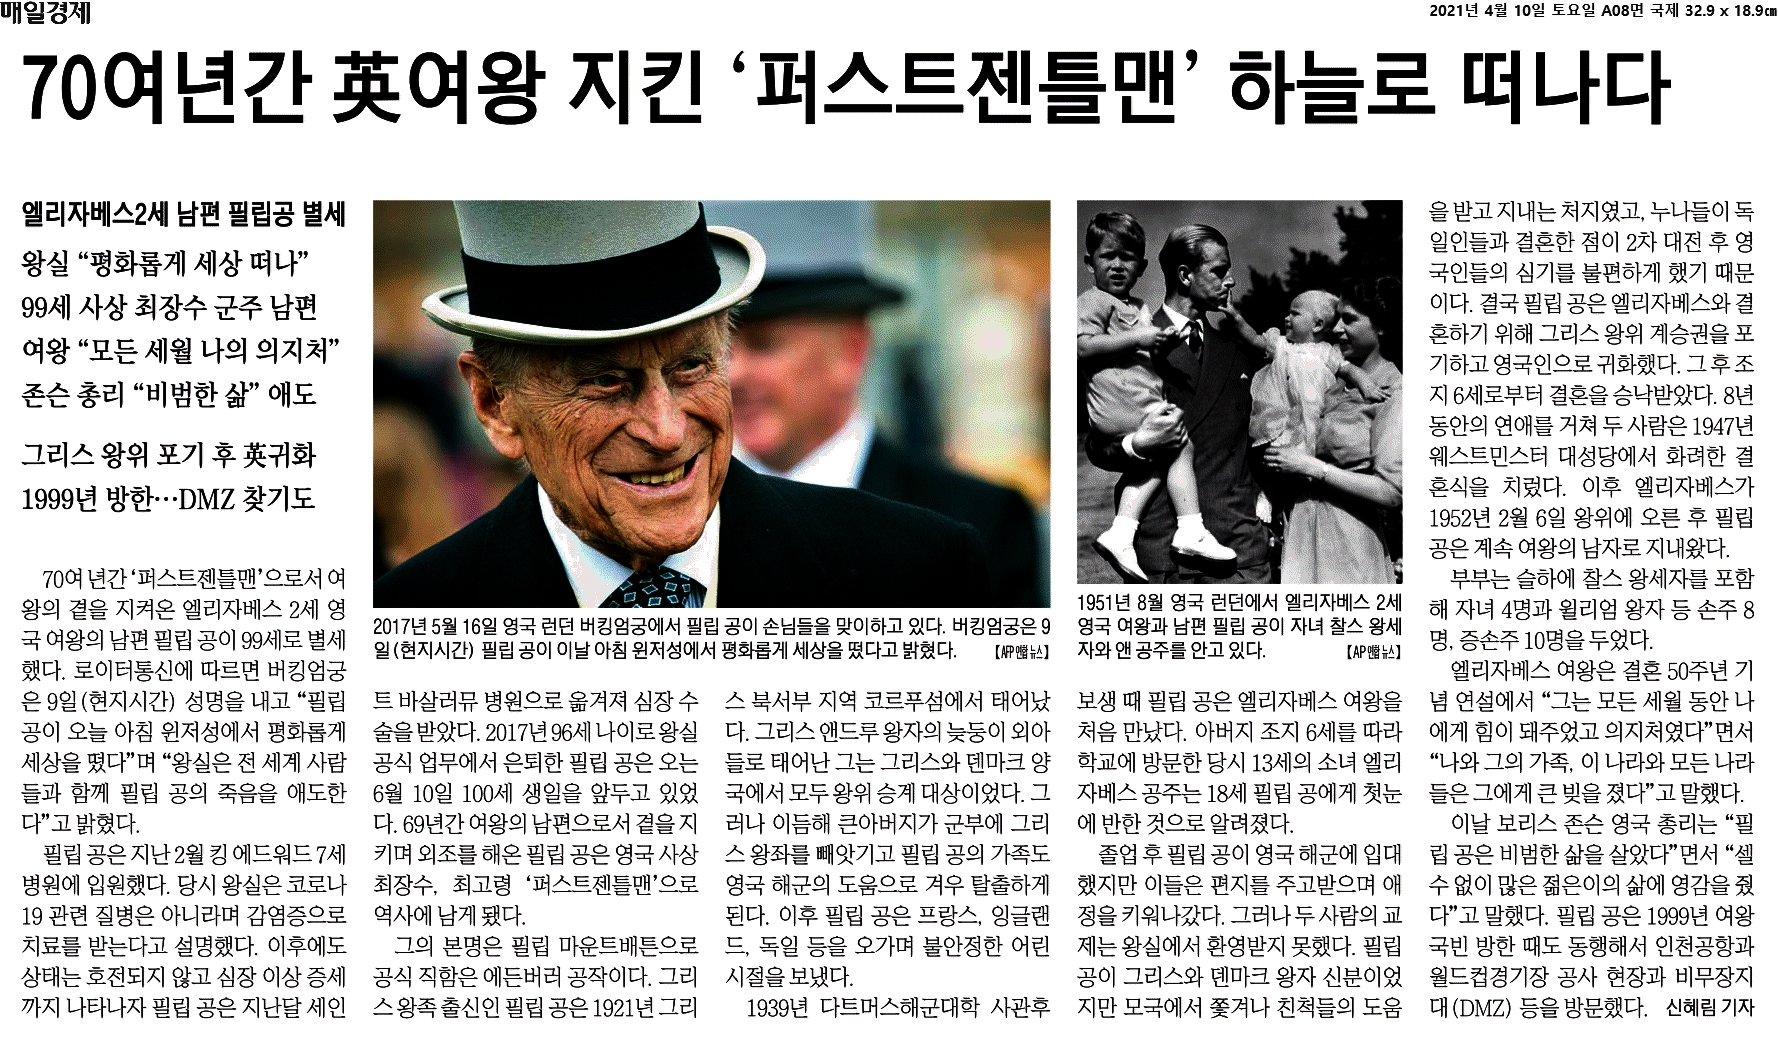 매일경제
2021년 4월 10일 토요일 A08면 국제 32.9 x 18.9㎝
70여년간 英여왕 지킨 ‘퍼스트젠틀맨’ 하늘로 떠나다
엘리자베스2세 남편 필립공 별세
왕실 “평화롭게 세상 떠나”
99세 사상 최장수 군주 남편
여왕 “모든 세월 나의 의지처”
존슨 총리 “비범한 삶” 애도
그리스 왕위 포기 후 英귀화
1999년 방한…DMZ 찾기도
70여 년간 ‘퍼스트젠틀맨’으로서 여
왕의 곁을 지켜온 엘리자베스 2세 영
국 여왕의 남편 필립 공이 99세로 별세
했다. 로이터통신에 따르면 버킹엄궁
은 9일(현지시간) 성명을 내고 “필립
공이 오늘 아침 윈저성에서 평화롭게
세상을 떴다”며 “왕실은 전 세계 사람
들과 함께 필립 공의 죽음을 애도한
다”고 밝혔다.
필립 공은 지난 2월 킹 에드워드 7세
병원에 입원했다. 당시 왕실은 코로나
19 관련 질병은 아니라며 감염증으로
치료를 받는다고 설명했다. 이후에도
상태는 호전되지 않고 심장 이상 증세
까지 나타나자 필립 공은 지난달 세인
2017년 5월 16일 영국 런던 버킹엄궁에서 필립 공이 손님들을 맞이하고 있다. 버킹엄궁은 9
일(현지시간) 필립 공이 이날 아침 윈저성에서 평화롭게 세상을 떴다고 밝혔다. [AP연합뉴스]
트 바살러뮤 병원으로 옮겨져 심장 수
술을 받았다. 2017년 96세 나이로 왕실
공식 업무에서 은퇴한 필립 공은 오는
6월 10일 100세 생일을 앞두고 있었
다. 69년간 여왕의 남편으로서 곁을 지
키며 외조를 해온 필립 공은 영국 사상
최장수, 최고령 ‘퍼스트젠틀맨’으로
역사에 남게 됐다.
그의 본명은 필립 마운트배튼으로
공식 직함은 에든버러 공작이다. 그리
스 왕족 출신인 필립 공은 1921년 그리
스 북서부 지역 코르푸섬에서 태어났
다. 그리스 앤드루 왕자의 늦둥이 외아
들로 태어난 그는 그리스와 덴마크 양
국에서 모두 왕위 승계 대상이었다. 그
러나 이듬해 큰아버지가 군부에 그리
스 왕좌를 빼앗기고 필립 공의 가족도
영국 해군의 도움으로 겨우 탈출하게
된다. 이후 필립 공은 프랑스, 잉글랜
드, 독일 등을 오가며 불안정한 어린
시절을 보냈다.
1939년 다트머스해군대학 사관후
1951년 8월 영국 런던에서 엘리자베스 2세
영국 여왕과 남편 필립 공이 자녀 찰스 왕세
자와 앤 공주를 안고 있다. [AP연합뉴스]
보생 때 필립 공은 엘리자베스 여왕을
처음 만났다. 아버지 조지 6세를 따라
학교에 방문한 당시 13세의 소녀 엘리
자베스 공주는 18세 필립 공에게 첫눈
에 반한 것으로 알려졌다.
졸업 후 필립 공이 영국 해군에 입대
했지만 이들은 편지를 주고받으며 애
정을 키워나갔다. 그러나 두 사람의 교
제는 왕실에서 환영받지 못했다. 필립
공이 그리스와 덴마크 왕자 신분이었
지만 모국에서 쫓겨나 친척들의 도움
을 받고 지내는 처지였고, 누나들이 독
일인들과 결혼한 점이 2차 대전 후 영
국인들의 심기를 불편하게 했기 때문
이다. 결국 필립 공은 엘리자베스와 결
혼하기 위해 그리스 왕위 계승권을 포
기하고 영국인으로 귀화했다. 그 후 조
지 6세로부터 결혼을 승낙받았다. 8년
동안의 연애를 거쳐 두 사람은 1947년
웨스트민스터 대성당에서 화려한 결
혼식을 치렀다. 이후 엘리자베스가
1952년 2월 6일 왕위에 오른 후 필립
공은 계속 여왕의 남자로 지내왔다.
부부는 슬하에 찰스 왕세자를 포함
해 자녀 4명과 윌리엄 왕자 등 손주 8
명, 증손주 10명을 두었다.
엘리자베스 여왕은 결혼 50주년 기
념 연설에서 “그는 모든 세월 동안 나
에게 힘이 돼주었고 의지처였다”면서
“나와 그의 가족, 이 나라와 모든 나라
들은 그에게 큰 빚을 졌다”고 말했다.
이날 보리스 존슨 영국 총리는 “필
립 공은 비범한 삶을 살았다”면서 “셀
수 없이 많은 젊은이의 삶에 영감을 줬
다”고 말했다. 필립 공은 1999년 여왕
국빈 방한 때도 동행해서 인천공항과
월드컵경기장 공사 현장과 비무장지
대(DMZ) 등을 방문했다. 신혜림 기자